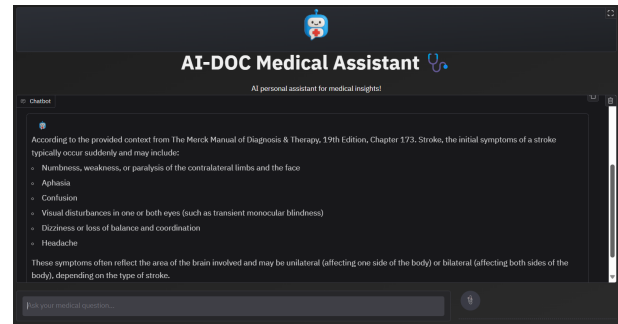 AI-DOC Medical Assistant
AI personal assistant for medical insights!
Chatbot
According to the provided context from The Merck Manual of Diagnosis & Therapy, 19th Edition, Chapter 173. Stroke, the initial symptoms of a stroke
typically occur suddenly and may include:
Numbness, weakness, or paralysis of the contralateral limbs and the face
Aphasia
Confusion
Visual disturbances in one or both eyes (such as transient monocular blindness)
Dizziness or loss of balance and coordination
Headache
These symptoms often reflect the area of the brain involved and may be unilateral (affecting one side of the body) or bilateral (affecting both sides of the
body), depending on the type of stroke.
Ask your medical question...